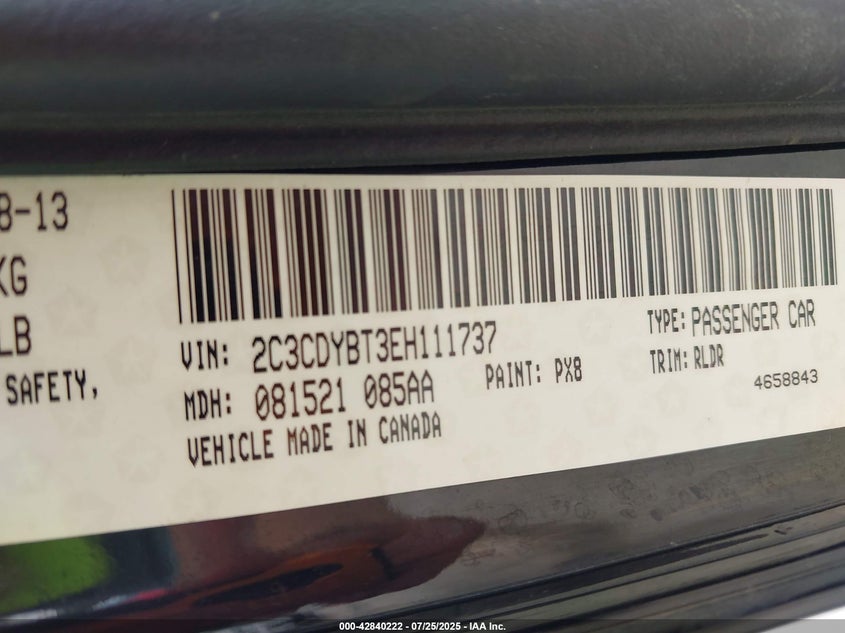 8-13
KG
LB
SAFETY,
VIN: 2C3CDYBT3EH111737
TYPE: PASSENGER CAR
MDH: 081521 085AA
PAINT: PX8
TRIM: RLDR
VEHICLE MADE IN CANADA
4658843
000-42840222 - 07/25/2025 - IAA Inc.